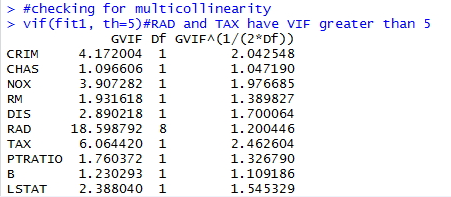 > #checking for multicollinearity
> vif(fit1, th=5)#RAD and TAX have VIF greater than 5
GVIF Df GVIF^(1/(2*Df))
CRIM 4.172004 1 2.042548
CHAS 1.096606 1 1.047190
NOX 3.907282 1 1.976685
RM 1.931618 1 1.389827
DIS 2.890218 1 1.700064
RAD 18.598792 8 1.200446
TAX 6.064420 1 2.462604
PTRATIO 1.760372 1 1.326790
B 1.230293 1 1.109186
LSTAT 2.388040 1 1.545329